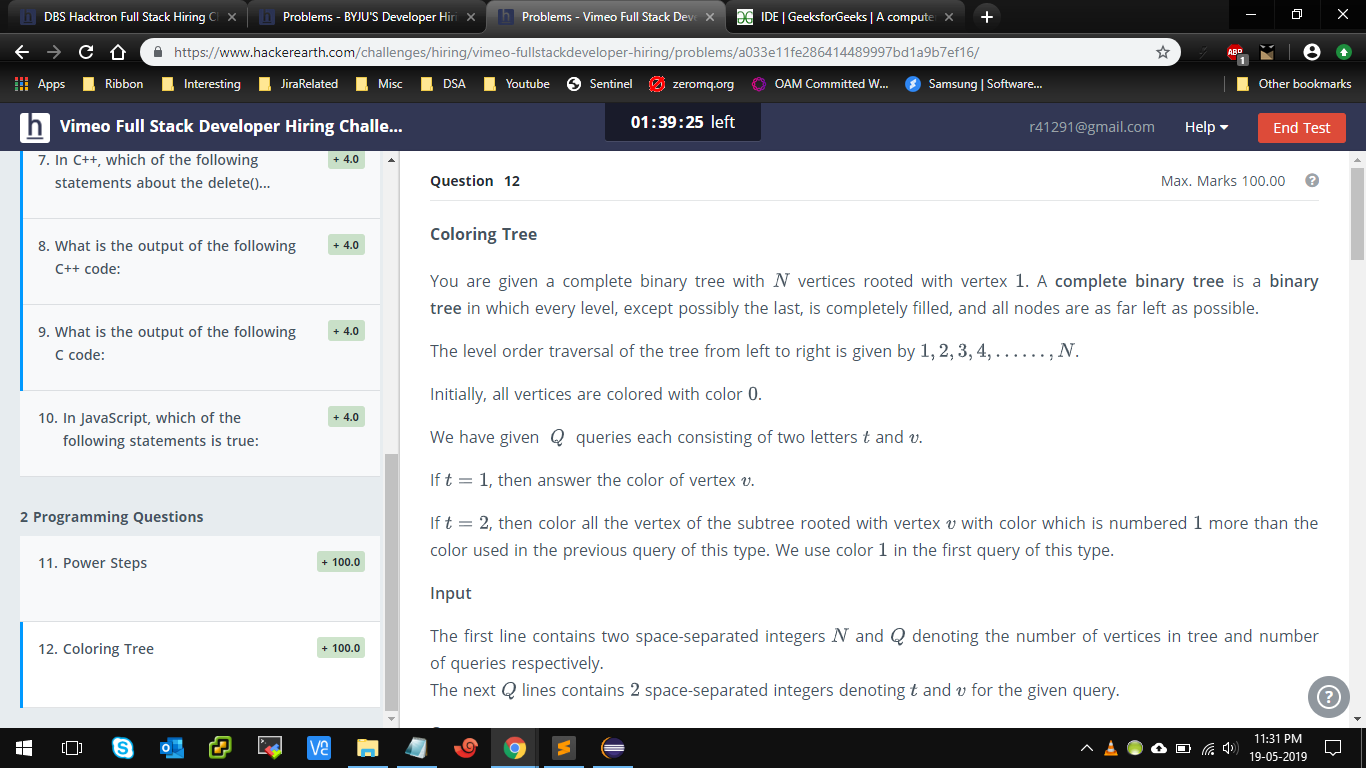 DBS Hacktron Full Stack Hiring C
Problems - BYJU'S Developer Hiri
Problems - Vimeo Full Stack Deve
IDE | GeeksforGeeks | A compute
https://www.hackerearth.com/challenges/hiring/vimeo-fullstackdeveloper-hiring/problems/a033e11fe286414489997bd1a9b7ef16/
ABP
1
Apps Ribbon Interesting JiraRelated Misc DSA Youtube Sentinel zeromq.org OAM Committed W... Samsung | Software... Other bookmarks
h Vimeo Full Stack Developer Hiring Challe...
01:39:25 left
r41291@gmail.com Help End Test
7. In C++, which of the following + 4.0
statements about the delete()...
8. What is the output of the following + 4.0
C++ code:
9. What is the output of the following + 4.0
C code:
10. In JavaScript, which of the + 4.0
following statements is true:
2 Programming Questions
11. Power Steps + 100.0
12. Coloring Tree + 100.0
Question 12 Max. Marks 100.00 ?
Coloring Tree
You are given a complete binary tree with N vertices rooted with vertex 1. A complete binary tree is a binary
tree in which every level, except possibly the last, is completely filled, and all nodes are as far left as possible.
The level order traversal of the tree from left to right is given by 1, 2, 3, 4, . . . . . . , N.
Initially, all vertices are colored with color 0.
We have given Q queries each consisting of two letters t and v.
If t = 1, then answer the color of vertex v.
If t = 2, then color all the vertex of the subtree rooted with vertex v with color which is numbered 1 more than the
color used in the previous query of this type. We use color 1 in the first query of this type.
Input
The first line contains two space-separated integers N and Q denoting the number of vertices in tree and number
of queries respectively.
The next Q lines contains 2 space-separated integers denoting t and v for the given query.
?
11:31 PM
19-05-2019